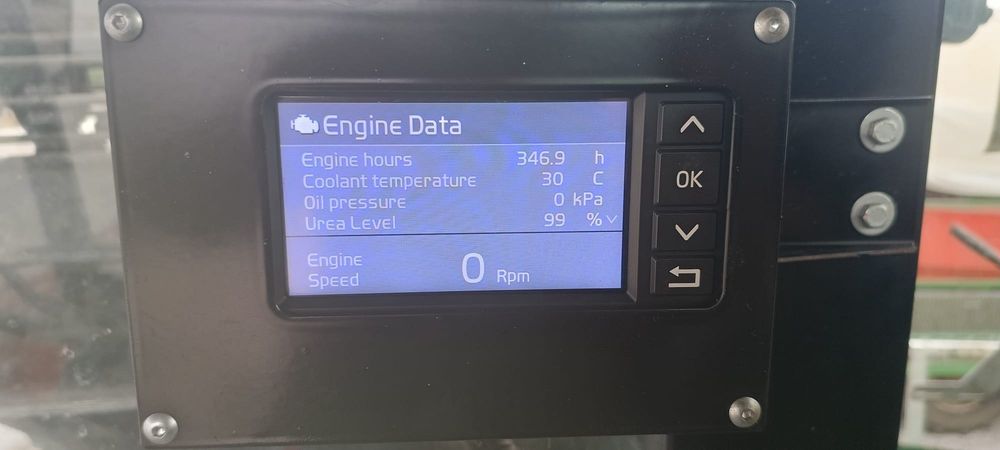 Engine Data
Engine hours 346.9 h
Coolant temperature 30 C
Oil pressure 0 kPa
Urea Level 99 %
Engine Speed 0 Rpm
OK